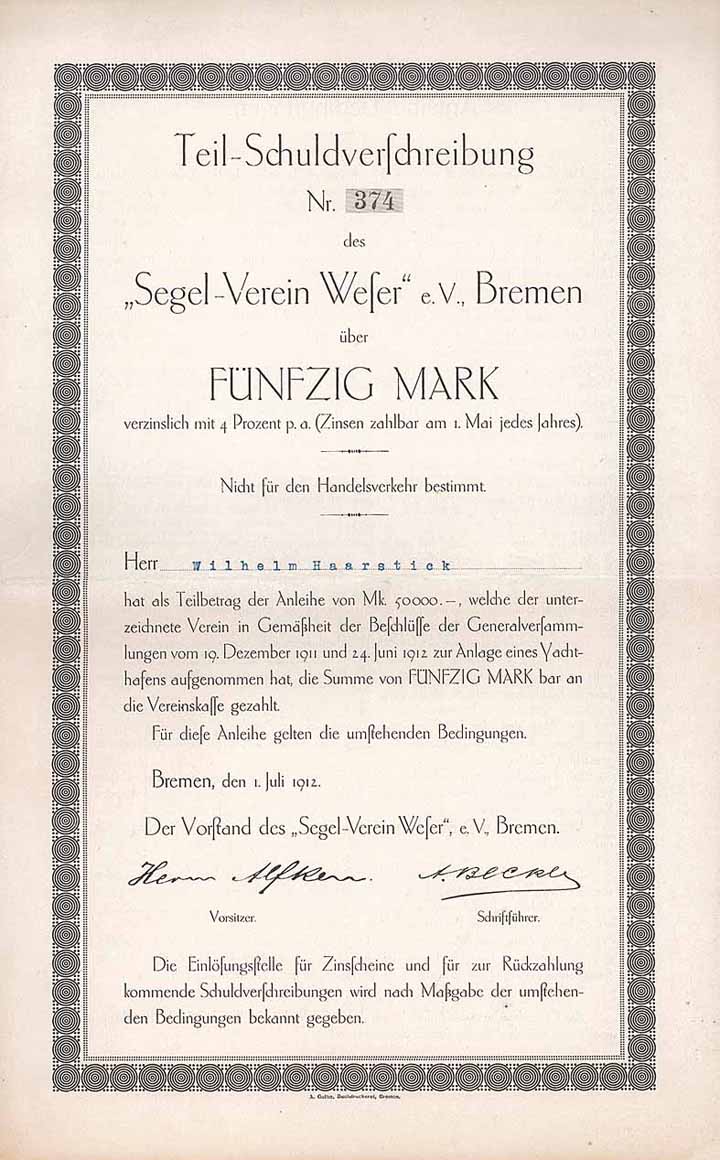 Teil-Schuldverſchreibung
Nr. 374
des
„Segel-Verein Weſer“ e. V., Bremen
über
FÜNFZIG MARK
verzinslich mit 4 Prozent p. a. (Zinsen zahlbar am 1. Mai jedes Jahres).
Nicht für den Handelsverkehr bestimmt.
Herr Wilhelm Haarstick
hat als Teilbetrag der Anleihe von Mk. 50000.–, welche der unter-
zeichnete Verein in Gemäßheit der Beſchlüſſe der Generalverſamm-
lungen vom 19. Dezember 1911 und 24. Juni 1912 zur Anlage eines Yacht-
hafens aufgenommen hat, die Summe von FÜNFZIG MARK bar an
die Vereinskaſſe gezahlt.
Für dieſe Anleihe gelten die umſtehenden Bedingungen.
Bremen, den 1. Juli 1912.
Der Vorſtand des „Segel-Verein Weſer“, e. V., Bremen.
Herm Alfken. A. Beckle
Vorsitzer. Schriftführer.
Die Einlöſungsſtelle für Zinsſcheine und für zur Rückzahlung
kommende Schuldverſchreibungen wird nach Maßgabe der umſtehen-
den Bedingungen bekannt gegeben.
Buchdruckerei, Bremen.